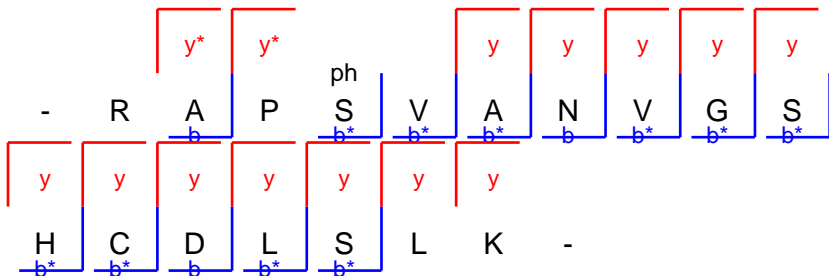 y* y* y y y y y
ph
- R A P S V A N V G S
b b* b* b* b b* b* b*
y y y y y y y
H C D L S L K -
b* b* b b* b*